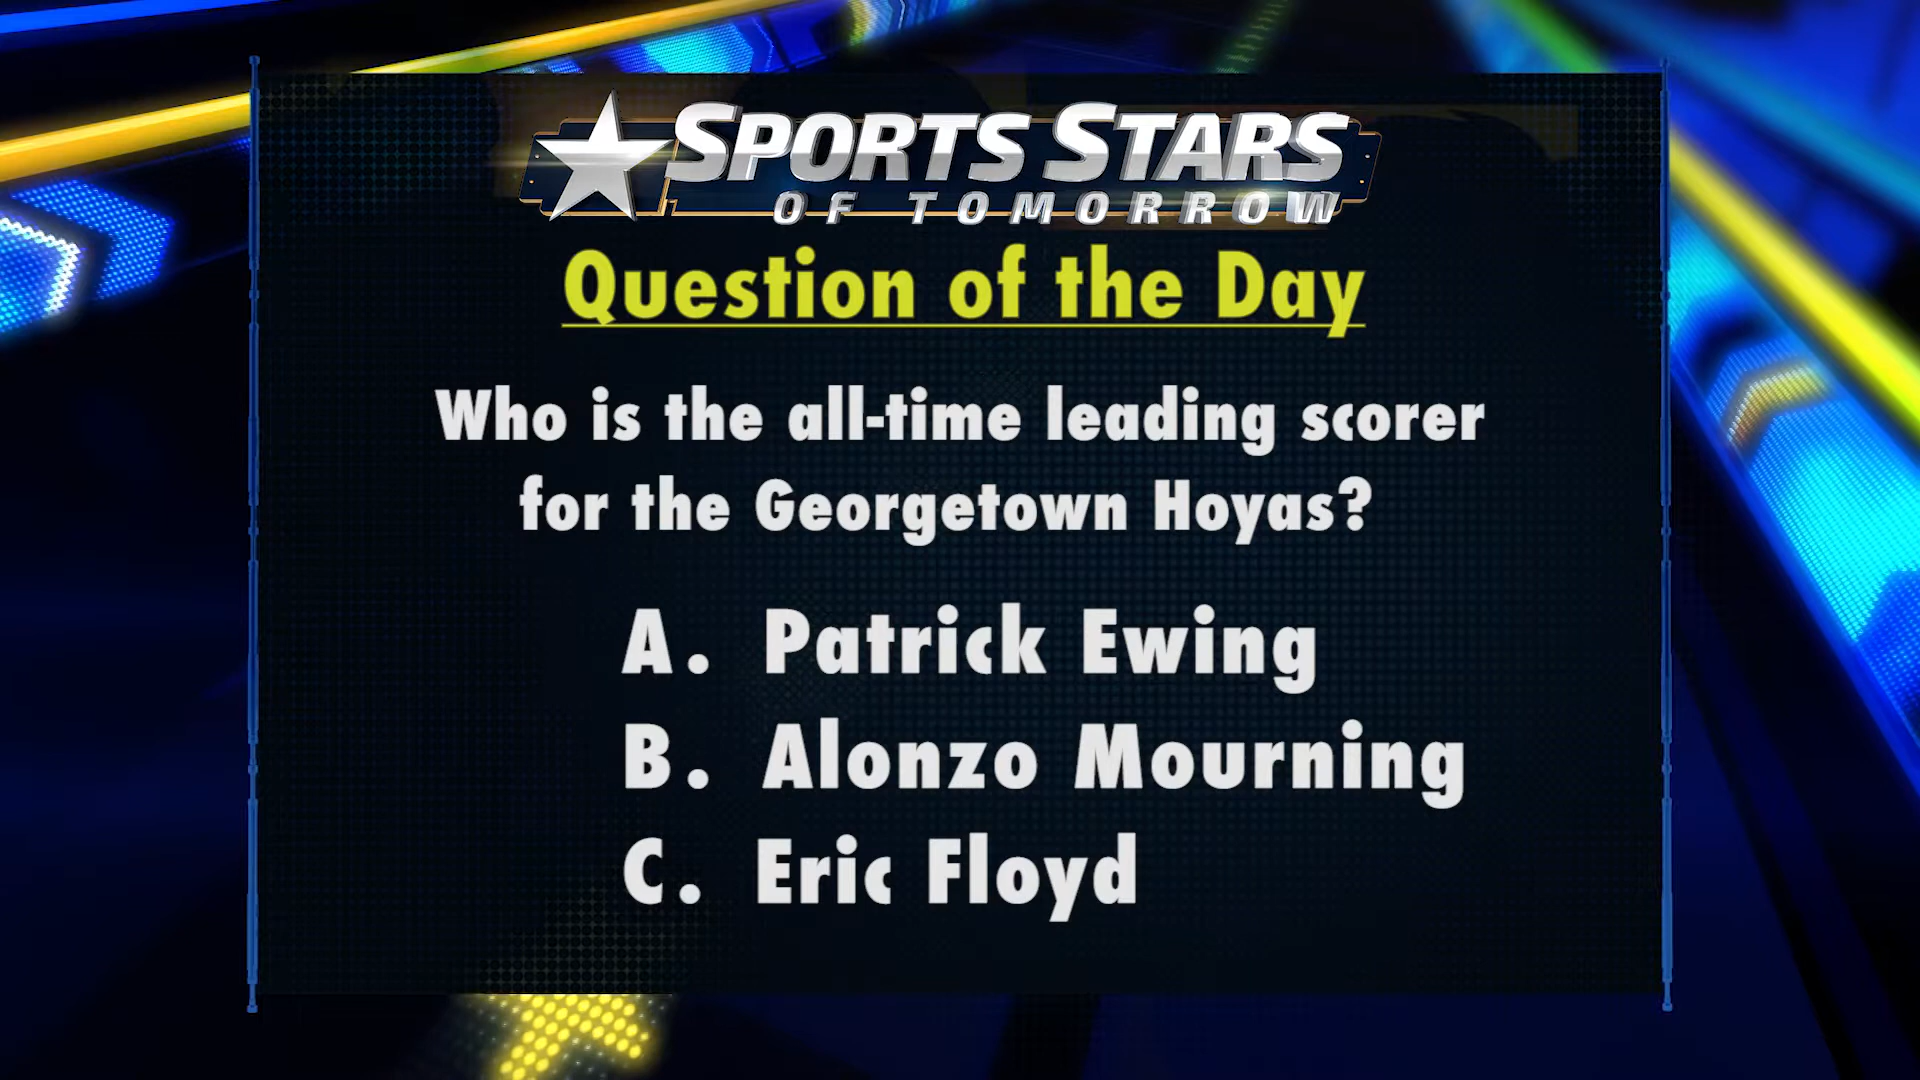 SPORTS STARS
OF TOMORROW
Question of the Day
Who is the all-time leading scorer
for the Georgetown Hoyas?
A. Patrick Ewing
B. Alonzo Mourning
C. Eric Floyd